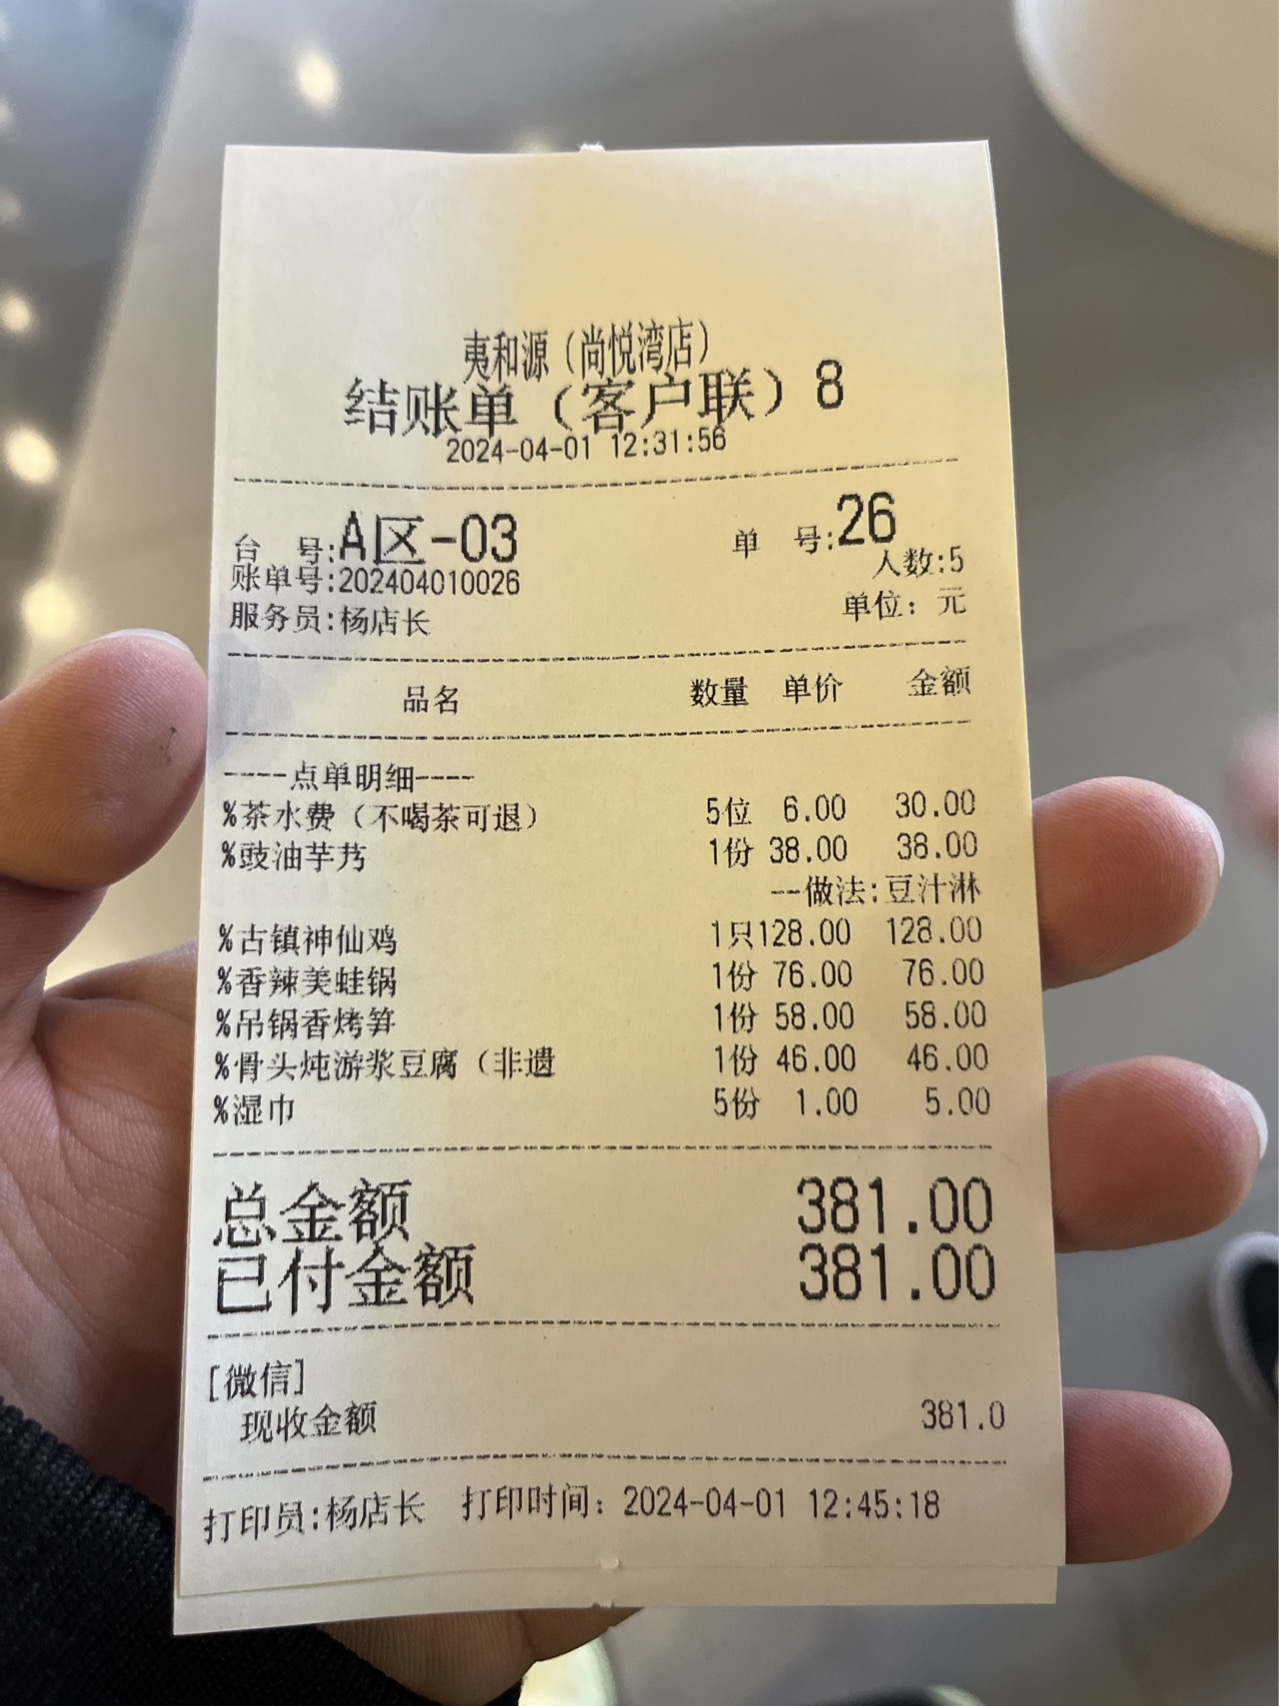 夷和源（尚悦湾店）
结账单（客户联）8
2024-04-01 12:31:56
台 号:A区-03 单 号:26
人数:5
账单号:202404010026
单位：元
服务员:杨店长
品名 数量 单价 金额
----点单明细----
%茶水费（不喝茶可退） 5位 6.00 30.00
%豉油芋艿 1份 38.00 38.00
--做法:豆汁淋
%古镇神仙鸡 1只128.00 128.00
%香辣美蛙锅 1份 76.00 76.00
%吊锅香烤笋 1份 58.00 58.00
%骨头炖游浆豆腐（非遗 1份 46.00 46.00
%湿巾 5份 1.00 5.00
总金额 381.00
已付金额 381.00
[微信]
现收金额 381.0
打印员:杨店长 打印时间：2024-04-01 12:45:18